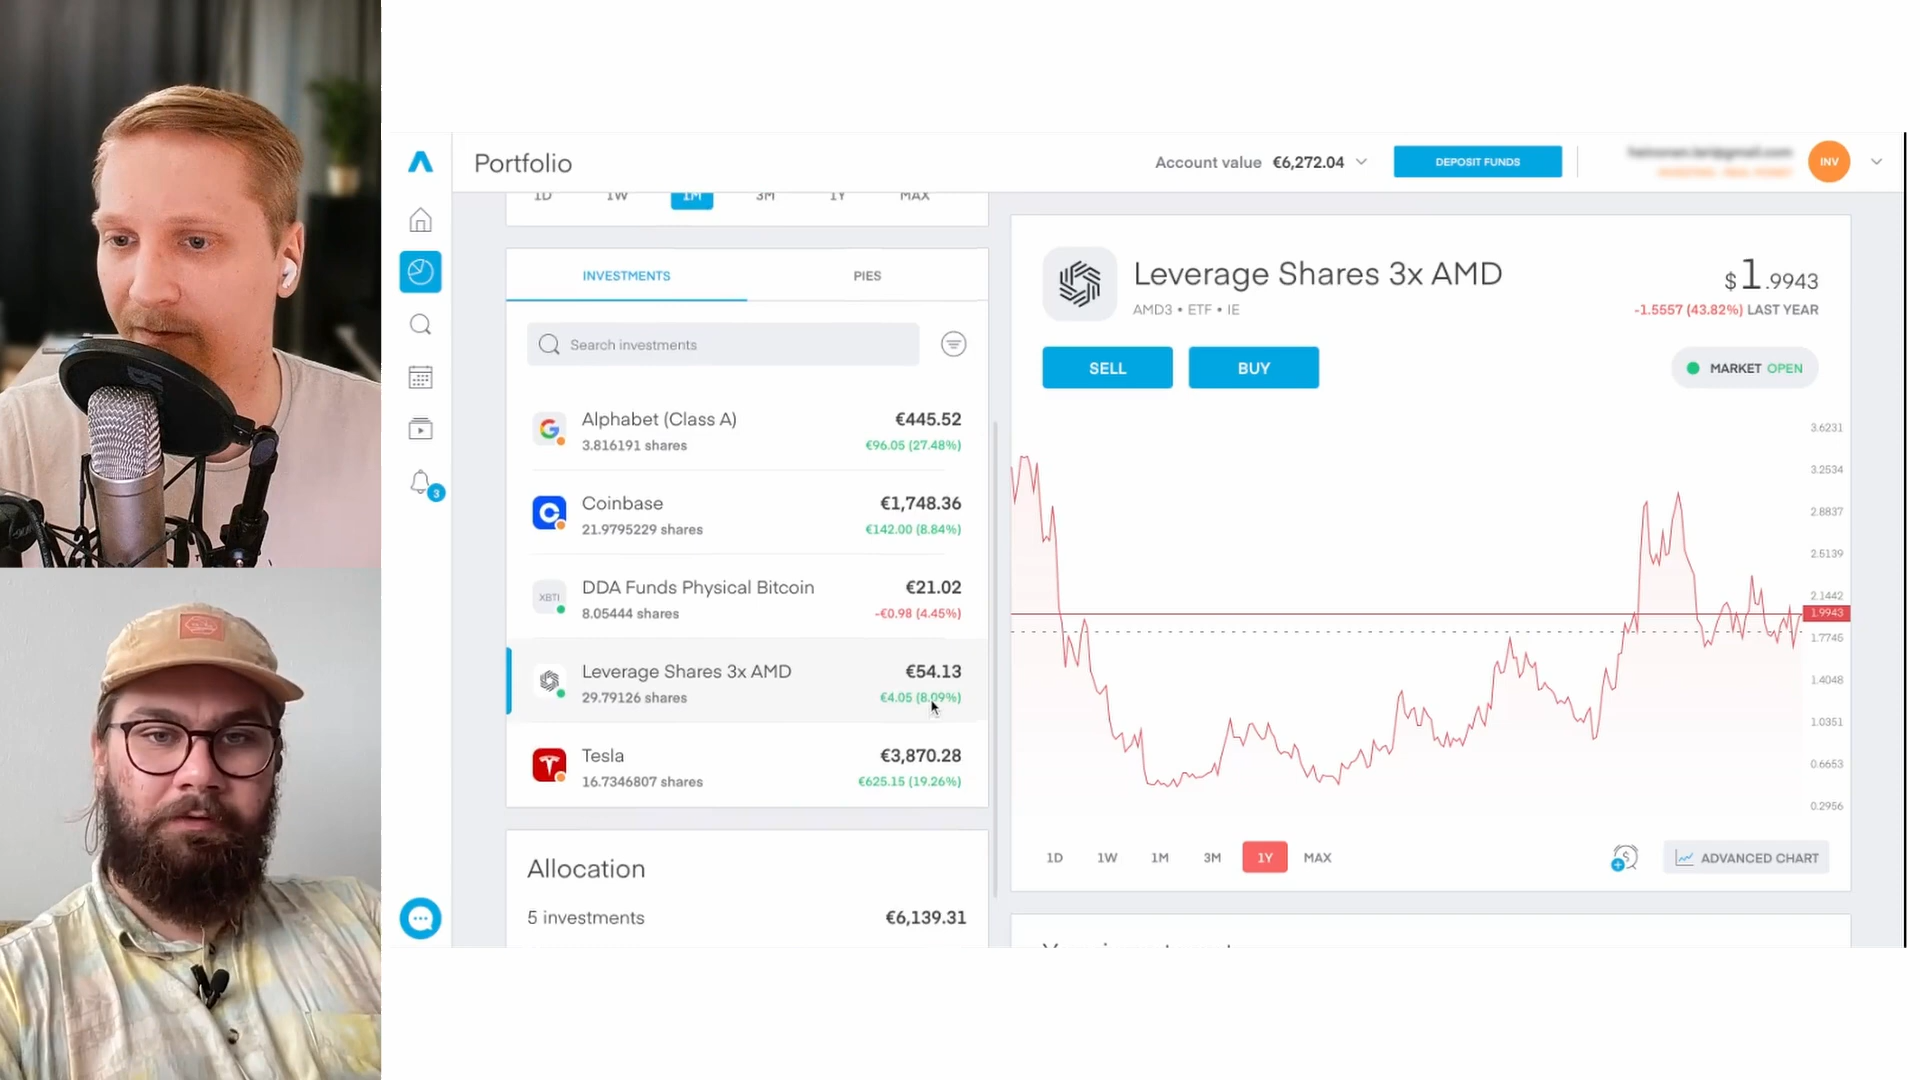 Portfolio
Account value €6,272.04
DEPOSIT FUNDS
INV
1D 1W 1M 3M 1Y MAX
INVESTMENTS
PIES
Search investments
Alphabet (Class A)
€445.52
3.816191 shares
€96.05 (27.48%)
Coinbase
€1,748.36
21.9795229 shares
€142.00 (8.84%)
XBTI
DDA Funds Physical Bitcoin
€21.02
8.05444 shares
-€0.98 (4.45%)
Leverage Shares 3x AMD
€54.13
29.79126 shares
€4.05 (8.09%)
Tesla
€3,870.28
16.7346807 shares
€625.15 (19.26%)
Allocation
5 investments
€6,139.31
3
Leverage Shares 3x AMD
$1.9943
AMD3 • ETF • IE
-1.5557 (43.82%) LAST YEAR
SELL
BUY
MARKET OPEN
3.6231
3.2534
2.8837
2.5139
2.1442
1.9943
1.7745
1.4048
1.0351
0.6653
0.2956
1D 1W 1M 3M 1Y MAX
ADVANCED CHART